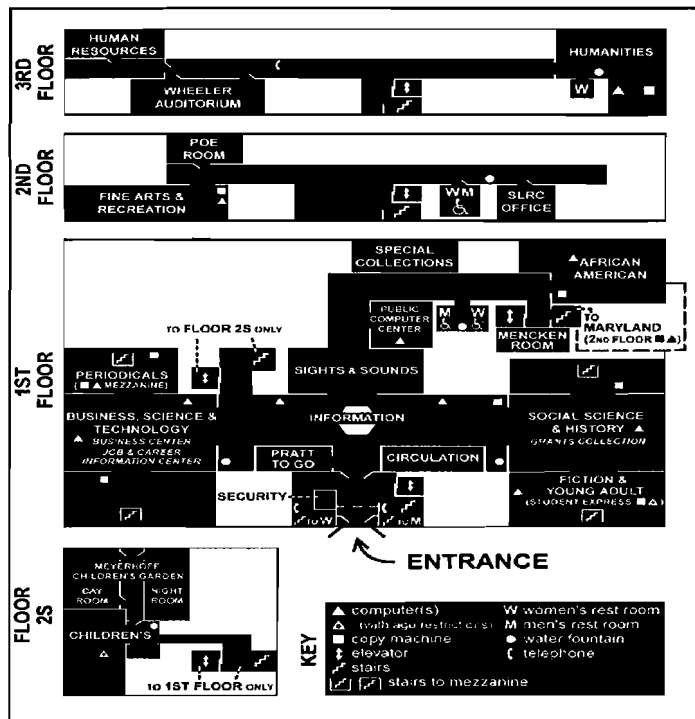 3RD FLOOR
HUMAN RESOURCES
WHEELER AUDITORIUM
HUMANITIES
W
2ND FLOOR
POE ROOM
FINE ARTS & RECREATION
WM
SLRC OFFICE
1ST FLOOR
SPECIAL COLLECTIONS
AFRICAN AMERICAN
PUBLIC COMPUTER CENTER
M
W
MENCKEN ROOM
TO MARYLAND (2ND FLOOR)
TO FLOOR 2S ONLY
PERIODICALS
(MEZZANINE)
SIGHTS & SOUNDS
BUSINESS, SCIENCE & TECHNOLOGY
BUSINESS CENTER
JOB & CAREER
INFORMATION CENTER
INFORMATION
SOCIAL SCIENCE & HISTORY
GRANTS COLLECTION
PRATT TO GO
CIRCULATION
SECURITY
TO W
TO M
FICTION & YOUNG ADULT
(STUDENT EXPRESS)
ENTRANCE
FLOOR 2S
MEYERHOFF CHILDREN'S GARDEN
DAY ROOM
NIGHT ROOM
CHILDREN'S
TO 1ST FLOOR ONLY
KEY
computer(s)
(with age restrictions)
copy machine
elevator
stairs
stairs to mezzanine
W women's rest room
M men's rest room
water fountain
telephone